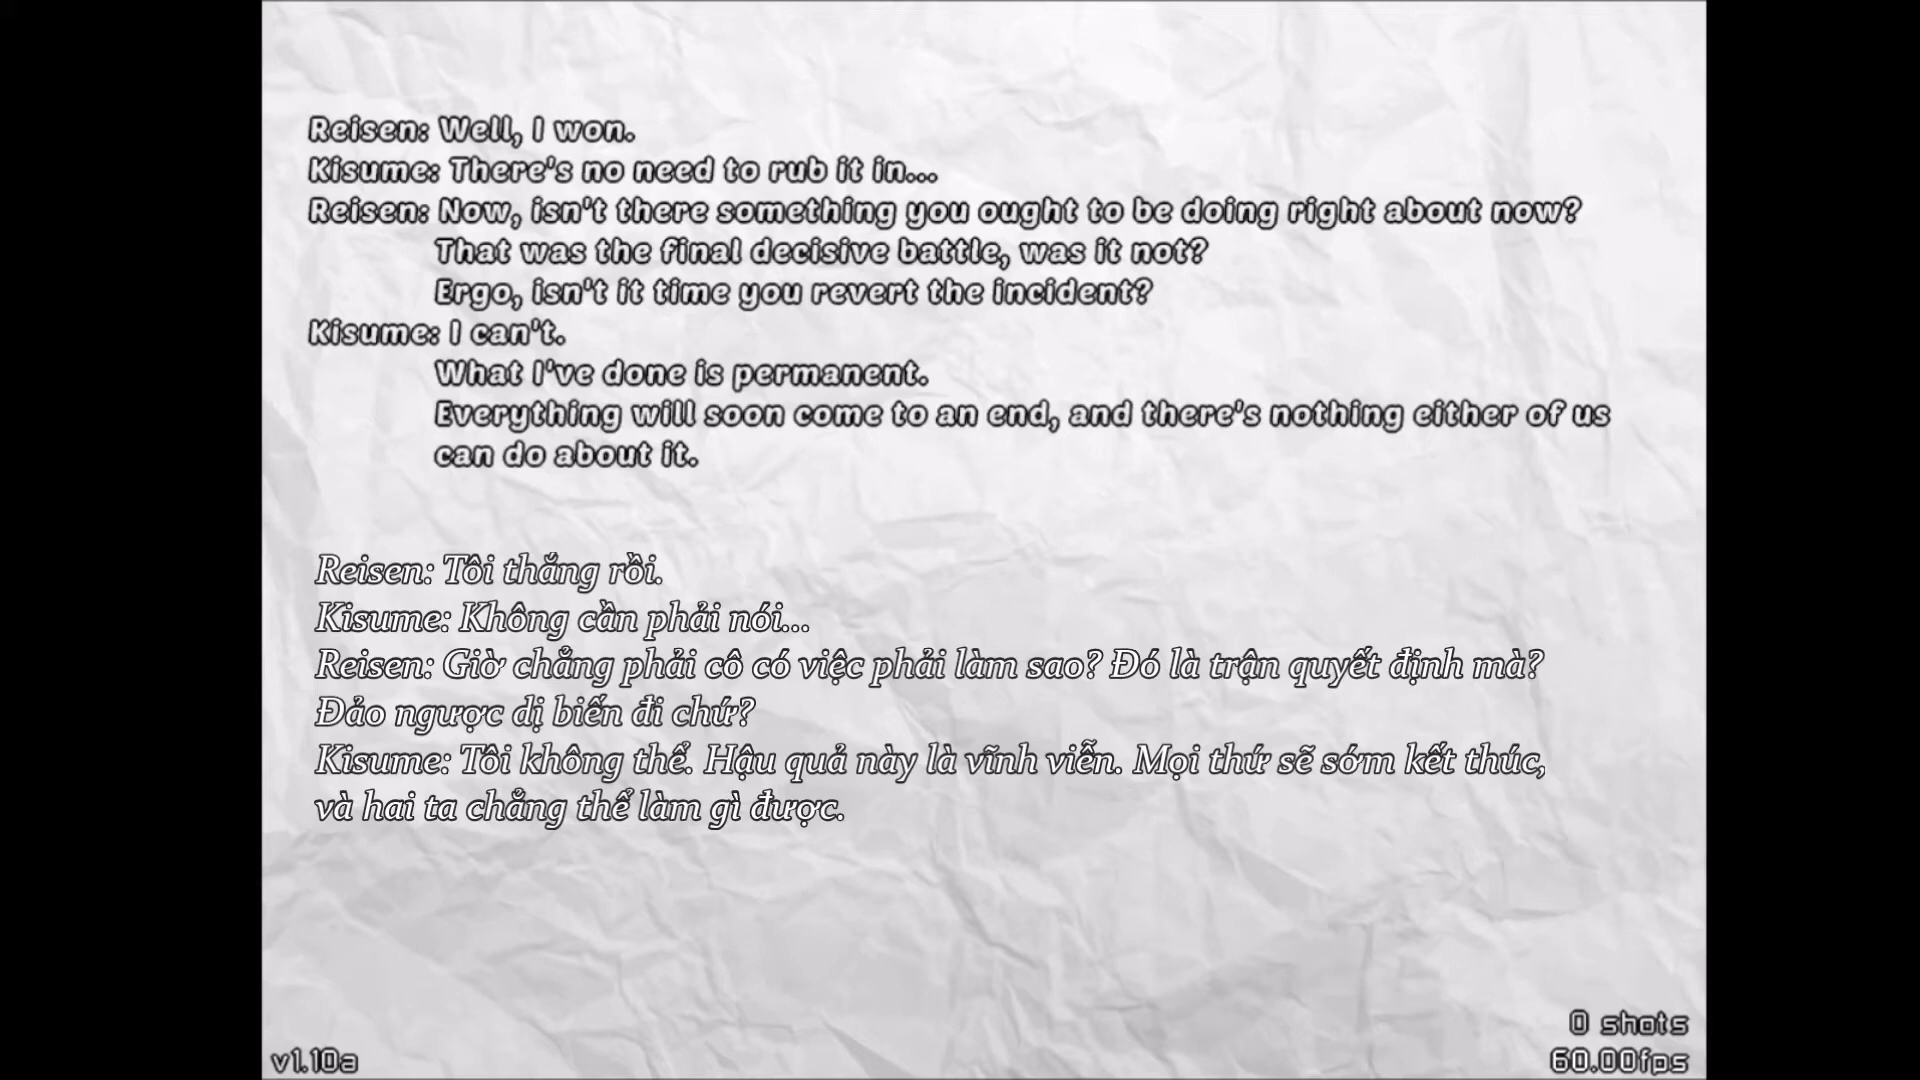 Reisen: Well, I won.
Kisume: There's no need to rub it in...
Reisen: Now, isn't there something you ought to be doing right about now?
That was the final decisive battle, was it not?
Ergo, isn't it time you revert the incident?
Kisume: I can't.
What I've done is permanent.
Everything will soon come to an end, and there's nothing either of us
can do about it.
Reisen: Tôi thắng rồi.
Kisume: Không cần phải nói...
Reisen: Giờ chẳng phải cô có việc phải làm sao? Đó là trận quyết định mà?
Đảo ngược dị biến đi chứ?
Kisume: Tôi không thể. Hậu quả này là vĩnh viễn. Mọi thứ sẽ sớm kết thúc,
và hai ta chẳng thể làm gì được.
0 shots
v1.10a
60.00fps